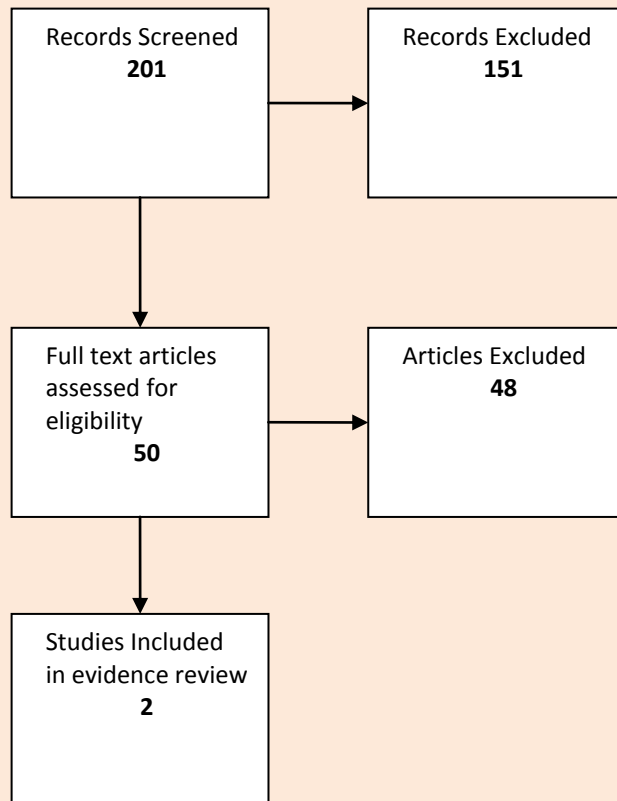 Records Screened
201
Records Excluded
151
Full text articles
assessed for
eligibility
50
Articles Excluded
48
Studies Included
in evidence review
2